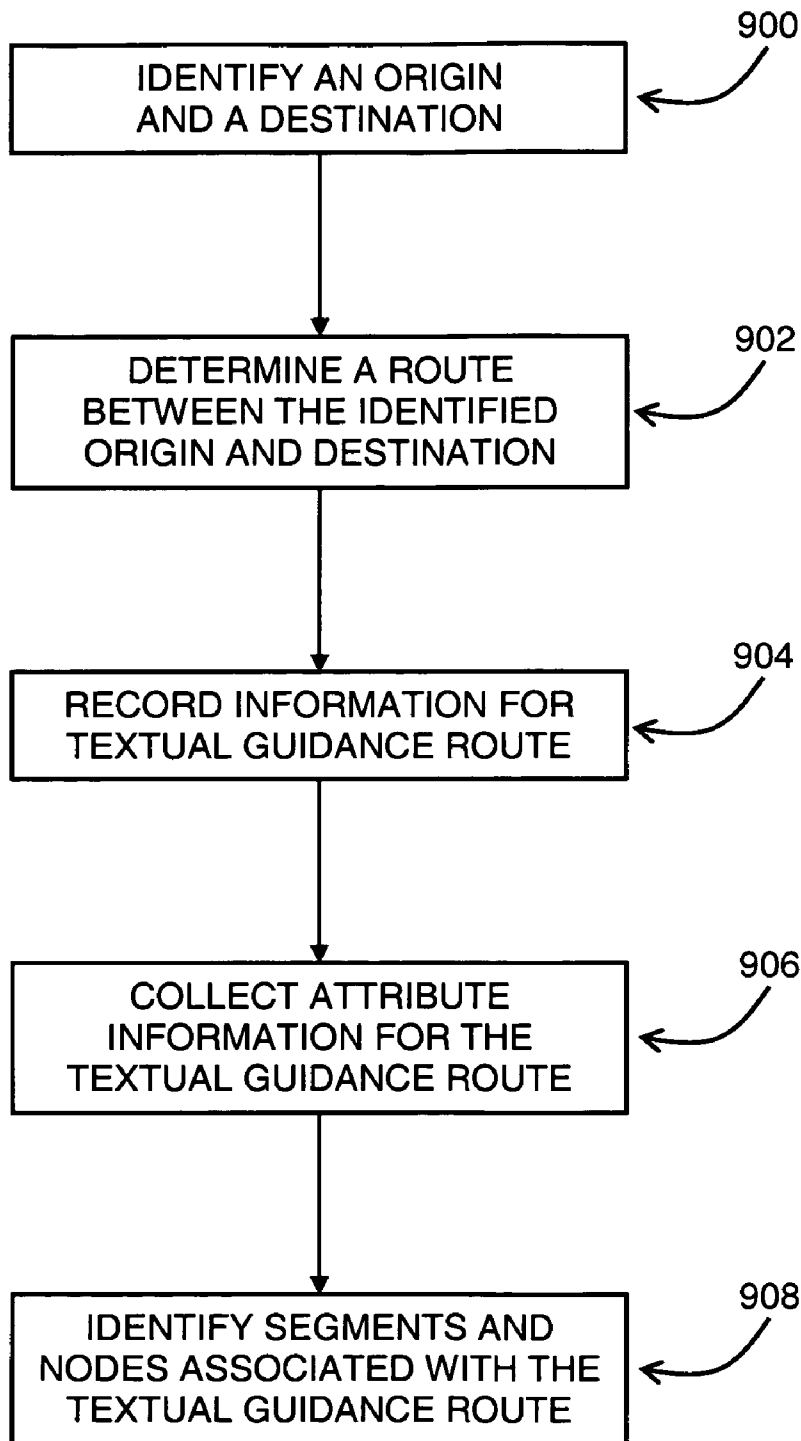 900
IDENTIFY AN ORIGIN
AND A DESTINATION
902
DETERMINE A ROUTE
BETWEEN THE IDENTIFIED
ORIGIN AND DESTINATION
904
RECORD INFORMATION FOR
TEXTUAL GUIDANCE ROUTE
906
COLLECT ATTRIBUTE
INFORMATION FOR THE
TEXTUAL GUIDANCE ROUTE
908
IDENTIFY SEGMENTS AND
NODES ASSOCIATED WITH THE
TEXTUAL GUIDANCE ROUTE